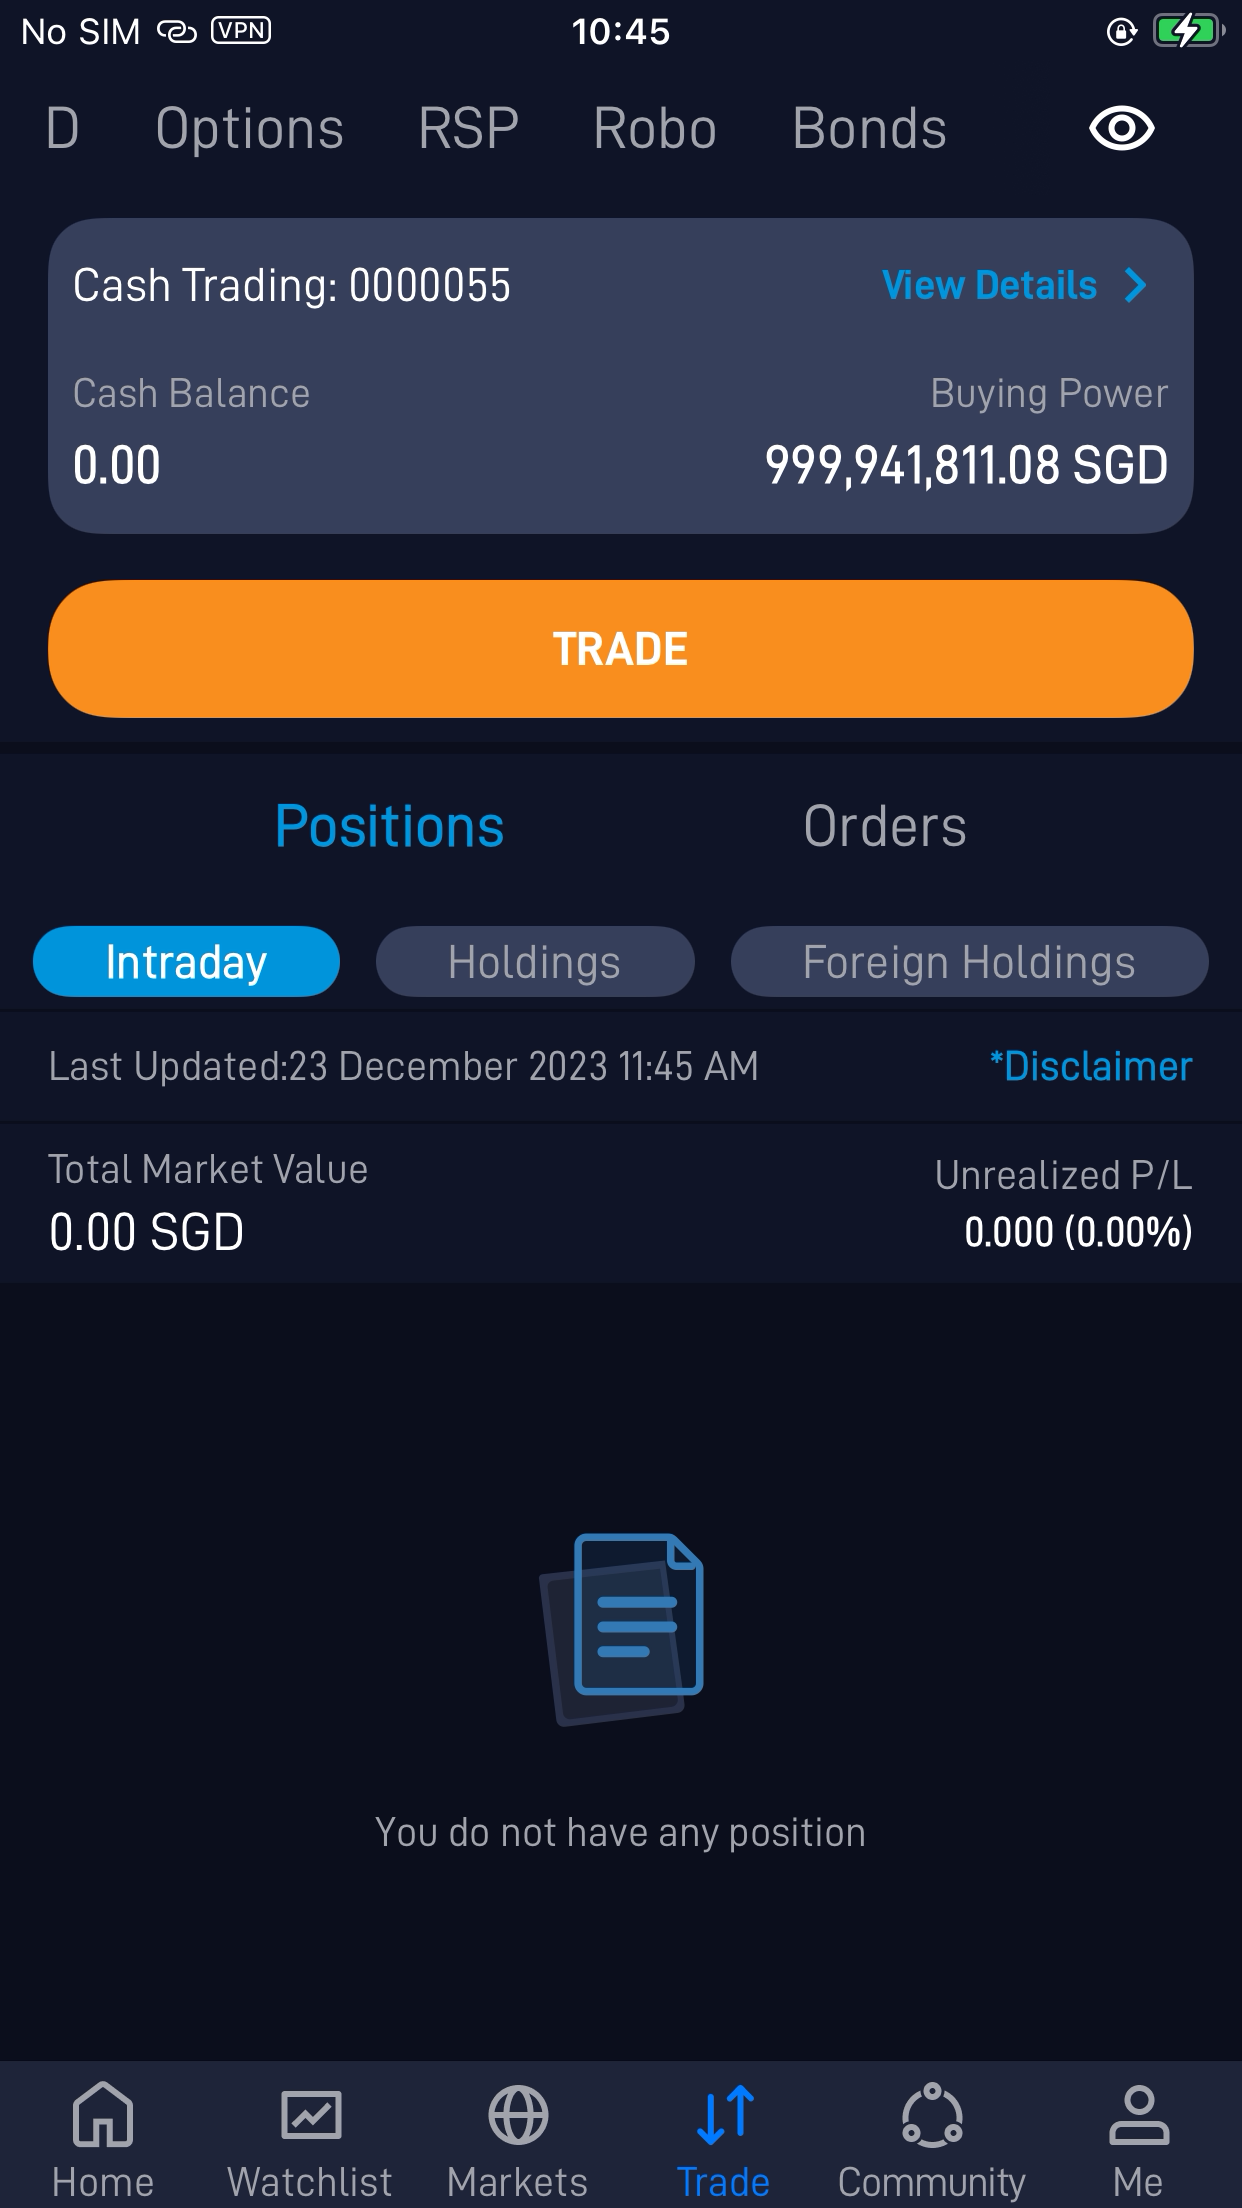 No SIM VPN 10:45
D Options RSP Robo Bonds
Cash Trading: 0000055 View Details
Cash Balance Buying Power
0.00 999,941,811.08 SGD
TRADE
Positions Orders
Intraday Holdings Foreign Holdings
Last Updated:23 December 2023 11:45 AM *Disclaimer
Total Market Value Unrealized P/L
0.00 SGD 0.000 (0.00%)
You do not have any position
Home Watchlist Markets Trade Community Me